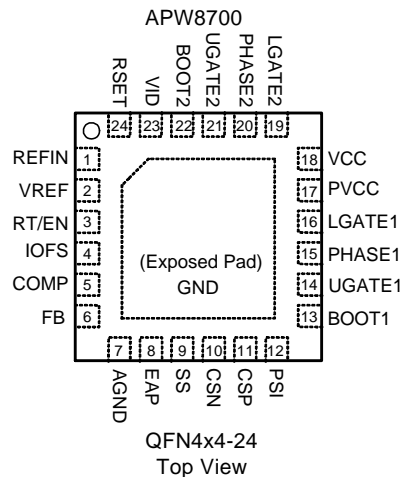 APW8700
RSET
VID
BOOT2
UGATE2
PHASE2
LGATE2
24 23 22 21 20 19
REFIN 1
VREF 2
RT/EN 3
IOFS 4
COMP 5
FB 6
18 VCC
17 PVCC
16 LGATE1
15 PHASE1
14 UGATE1
13 BOOT1
(Exposed Pad)
GND
7 8 9 10 11 12
AGND
EAP
SS
CSN
CSP
PSI
QFN4x4-24
Top View